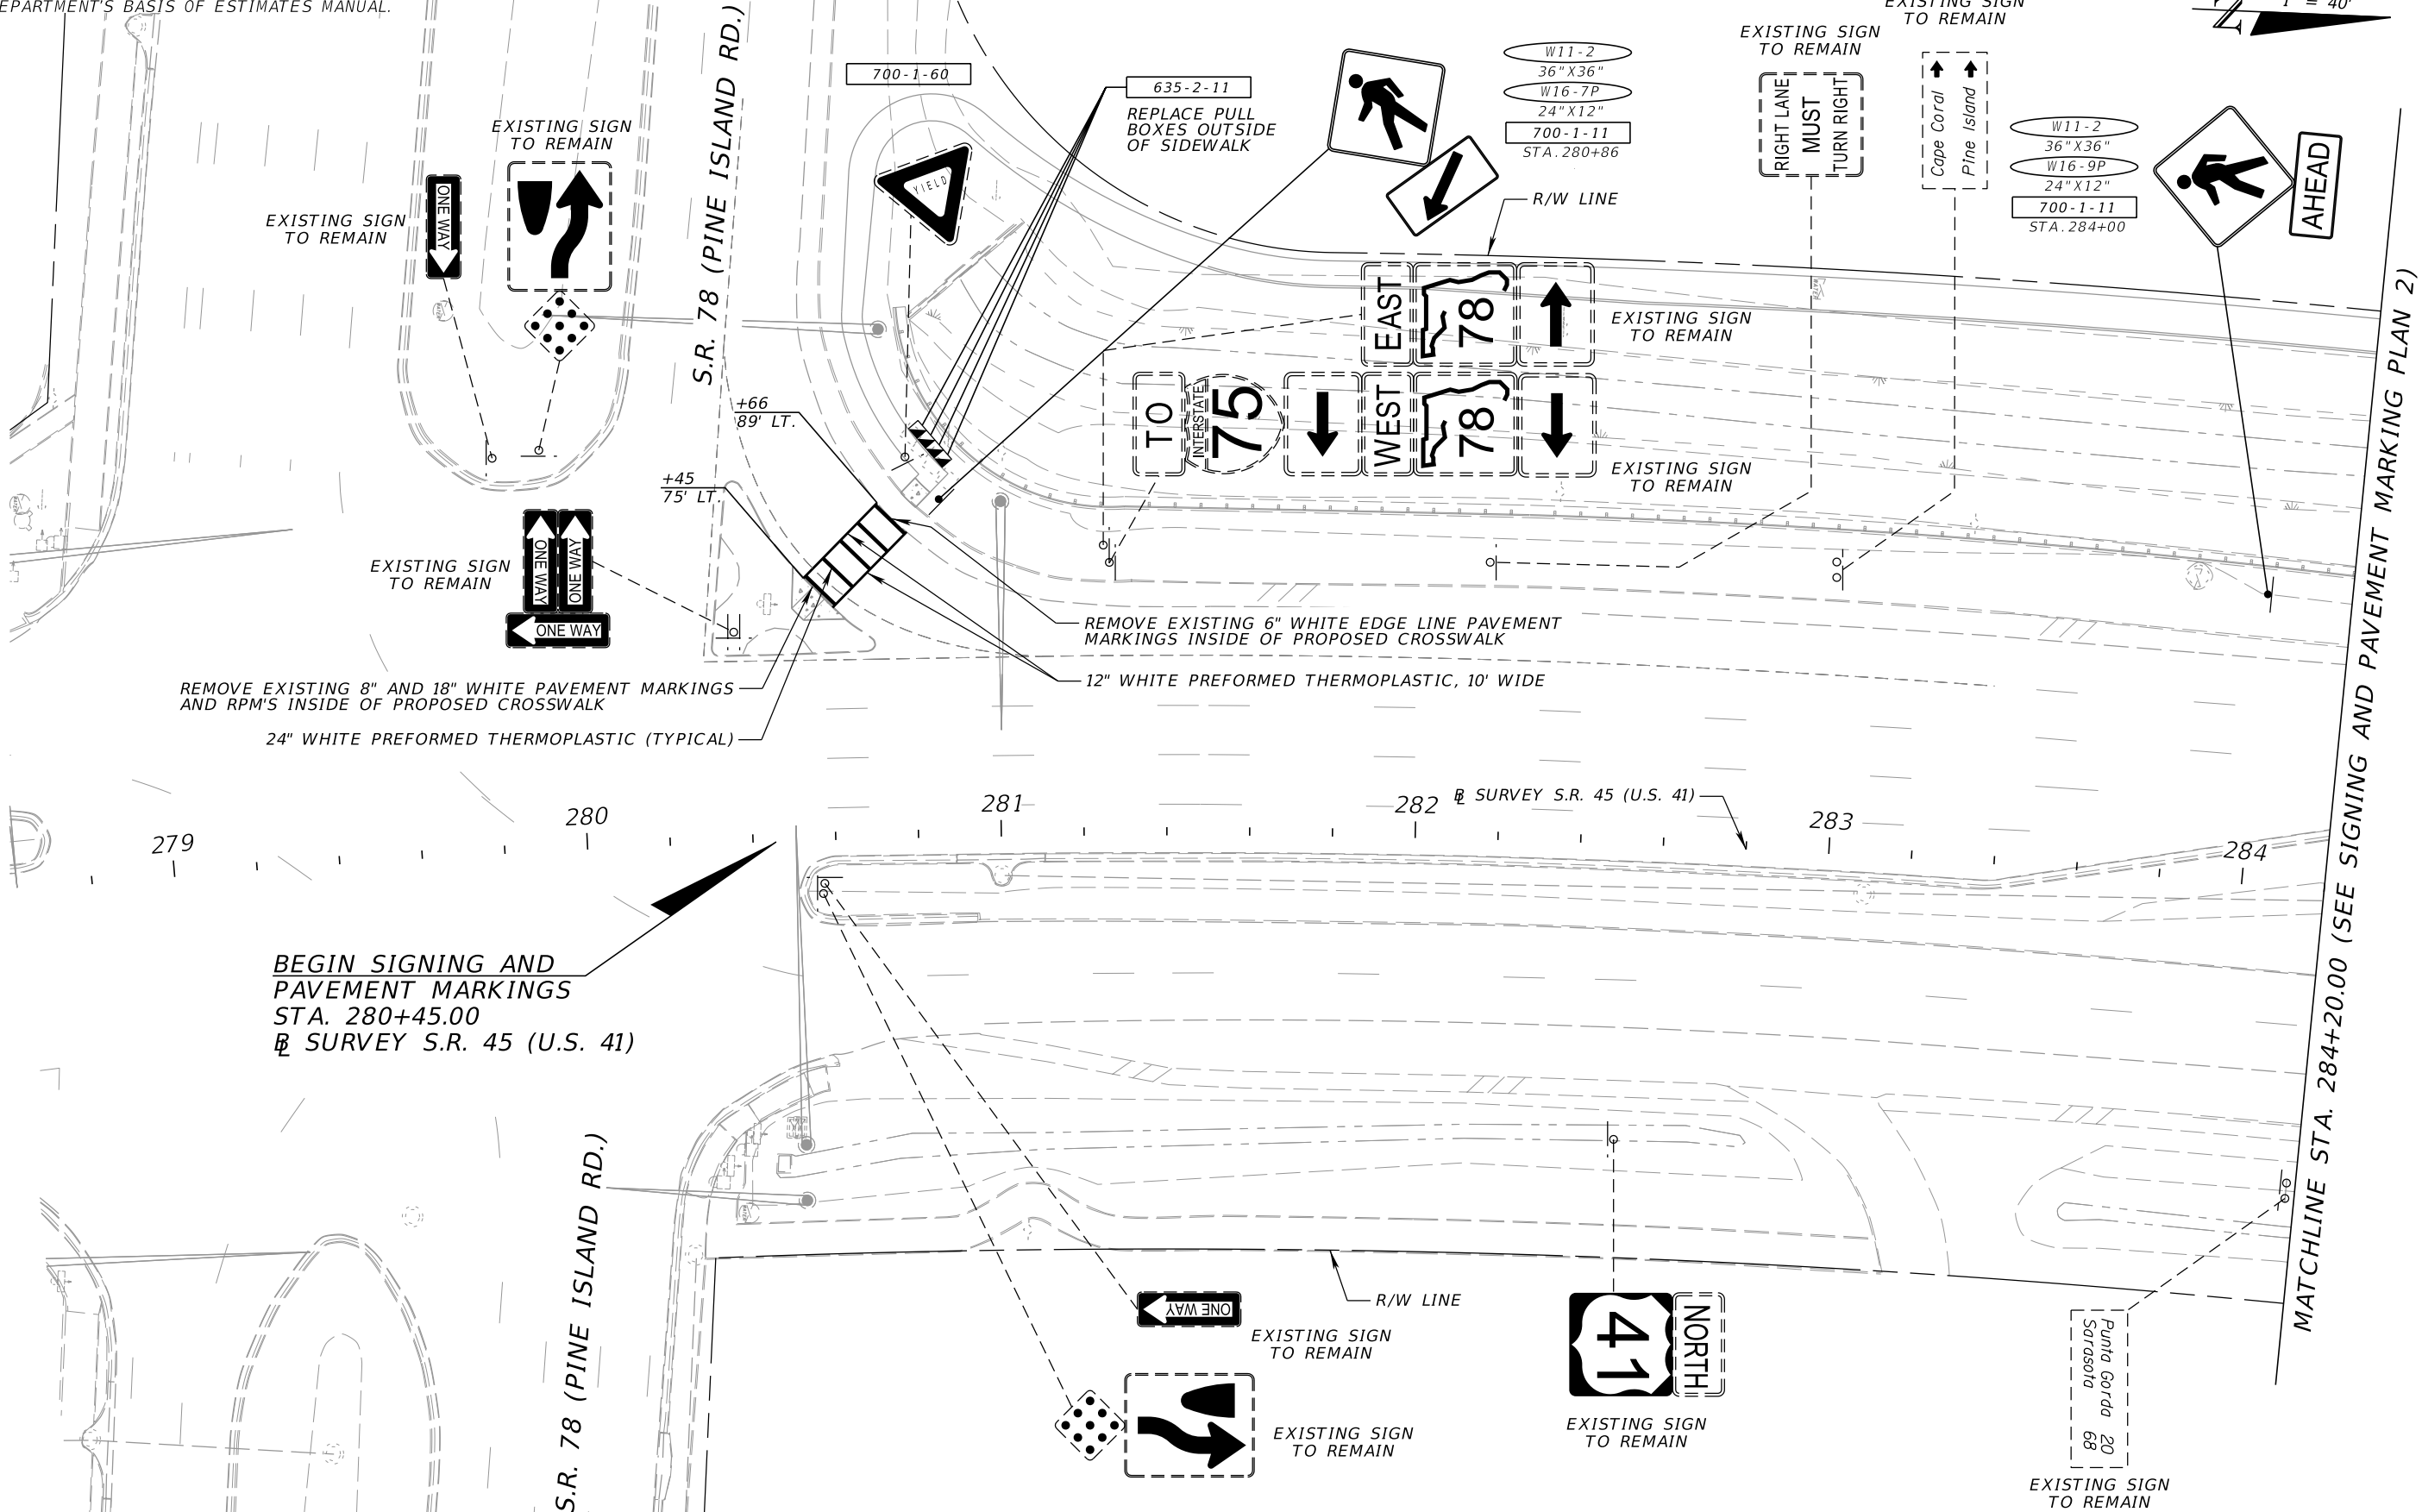 EPARTMENT'S BASIS OF ESTIMATES MANUAL.
EXISTING SIGN
TO REMAIN
1" = 40'
EXISTING SIGN
TO REMAIN
RIGHT LANE
MUST
TURN RIGHT
Cape Coral
Pine Island
W11-2
36"X36"
W16-7P
24"X12"
700-1-11
STA.280+86
W11-2
36"X36"
W16-9P
24"X12"
700-1-11
STA.284+00
AHEAD
700-1-60
YIELD
635-2-11
REPLACE PULL
BOXES OUTSIDE
OF SIDEWALK
R/W LINE
S.R. 78 (PINE ISLAND RD.)
EXISTING SIGN
TO REMAIN
ONE WAY
EXISTING SIGN
TO REMAIN
EAST
78
EXISTING SIGN
TO REMAIN
TO
INTERSTATE
75
WEST
78
EXISTING SIGN
TO REMAIN
+66
89' LT.
+45
75' LT.
EXISTING SIGN
TO REMAIN
ONE WAY
ONE WAY
ONE WAY
REMOVE EXISTING 6" WHITE EDGE LINE PAVEMENT
MARKINGS INSIDE OF PROPOSED CROSSWALK
12" WHITE PREFORMED THERMOPLASTIC, 10' WIDE
REMOVE EXISTING 8" AND 18" WHITE PAVEMENT MARKINGS
AND RPM'S INSIDE OF PROPOSED CROSSWALK
24" WHITE PREFORMED THERMOPLASTIC (TYPICAL)
279
280
281
282
283
284
BL SURVEY S.R. 45 (U.S. 41)
BEGIN SIGNING AND
PAVEMENT MARKINGS
STA. 280+45.00
BL SURVEY S.R. 45 (U.S. 41)
MATCHLINE STA. 284+20.00 (SEE SIGNING AND PAVEMENT MARKING PLAN 2)
S.R. 78 (PINE ISLAND RD.)
ONE WAY
EXISTING SIGN
TO REMAIN
R/W LINE
EXISTING SIGN
TO REMAIN
NORTH
41
EXISTING SIGN
TO REMAIN
Punta Gorda 20
Sarasota 68
EXISTING SIGN
TO REMAIN